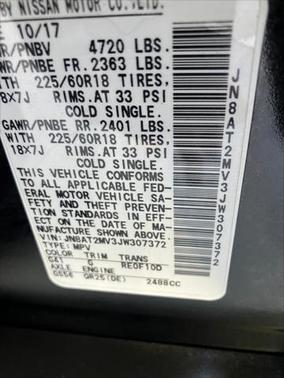 BY NISSAN MOTOR CO.,LTD.
10/17
R/PNBV 4720 LBS.
WR/PNBE FR.2363 LBS.
WITH 225/60R18 TIRES,
8X7J RIMS.AT 33 PSI
COLD SINGLE.
GAWR/PNBE RR.2401 LBS.
WITH 225/60R18 TIRES,
18X7J RIMS.AT 33 PSI
COLD SINGLE.
THIS VEHICLE CONFORMS
TO ALL APPLICABLE FED-
ERAL MOTOR VEHICLE SA-
FETY AND THEFT PREVEN-
TION STANDARDS IN EFF-
ECT ON THE DATE OF MA-
NUFACTURE SHOWN ABOVE.
VIN: JN8AT2MV3JW307372
TYPE: MPV
COLOR TRIM TRANS
G41 G RE0F10D
AXLE ENGINE
QR25(DE) 2488CC
JN8AT2MV3JW307372